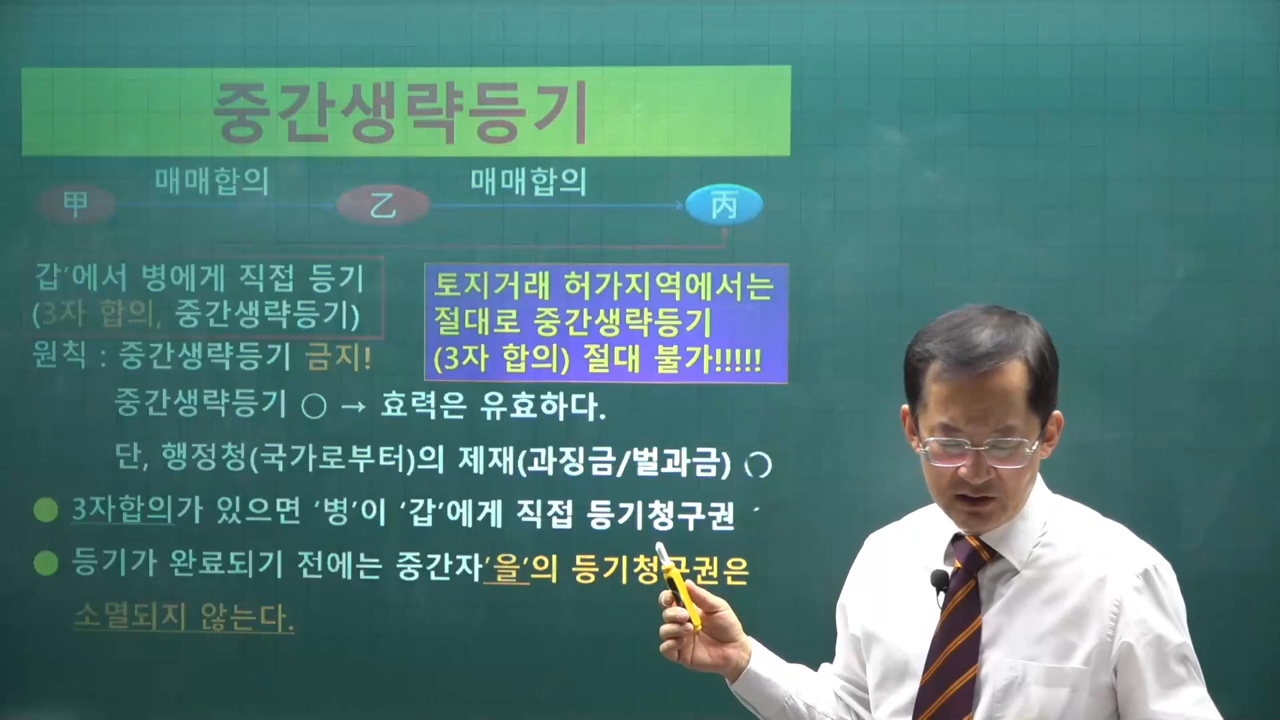 중간생략등기
매매합의 매매합의
甲 乙 丙
갑'에서 병에게 직접 등기
(3자 합의, 중간생략등기)
토지거래 허가지역에서는
절대로 중간생략등기
(3자 합의) 절대 불가!!!!!
원칙 : 중간생략등기 금지!
중간생략등기 ○ → 효력은 유효하다.
단, 행정청(국가로부터)의 제재(과징금/벌과금) ○
3자합의가 있으면 '병'이 '갑'에게 직접 등기청구권
등기가 완료되기 전에는 중간자'을'의 등기청구권은
소멸되지 않는다.